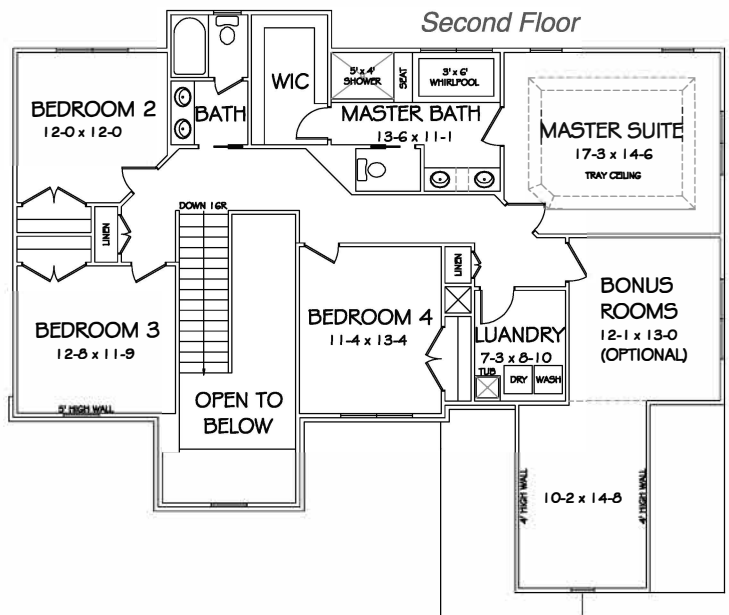 Second Floor
BEDROOM 2
12-0 x 12-0
BATH
WIC
5' x 4'
SHOWER
SEAT
3' x 6'
WHIRLPOOL
MASTER BATH
13-6 x 11-1
MASTER SUITE
17-3 x 14-6
TRAY CEILING
DOWN 16R
LINEN
LINEN
BEDROOM 3
12-8 x 11-9
5' HIGH WALL
OPEN TO
BELOW
BEDROOM 4
11-4 x 13-4
LUANDRY
7-3 x 8-10
TUB
DRY
WASH
BONUS
ROOMS
12-1 x 13-0
(OPTIONAL)
4' HIGH WALL
10-2 x 14-8
4' HIGH WALL